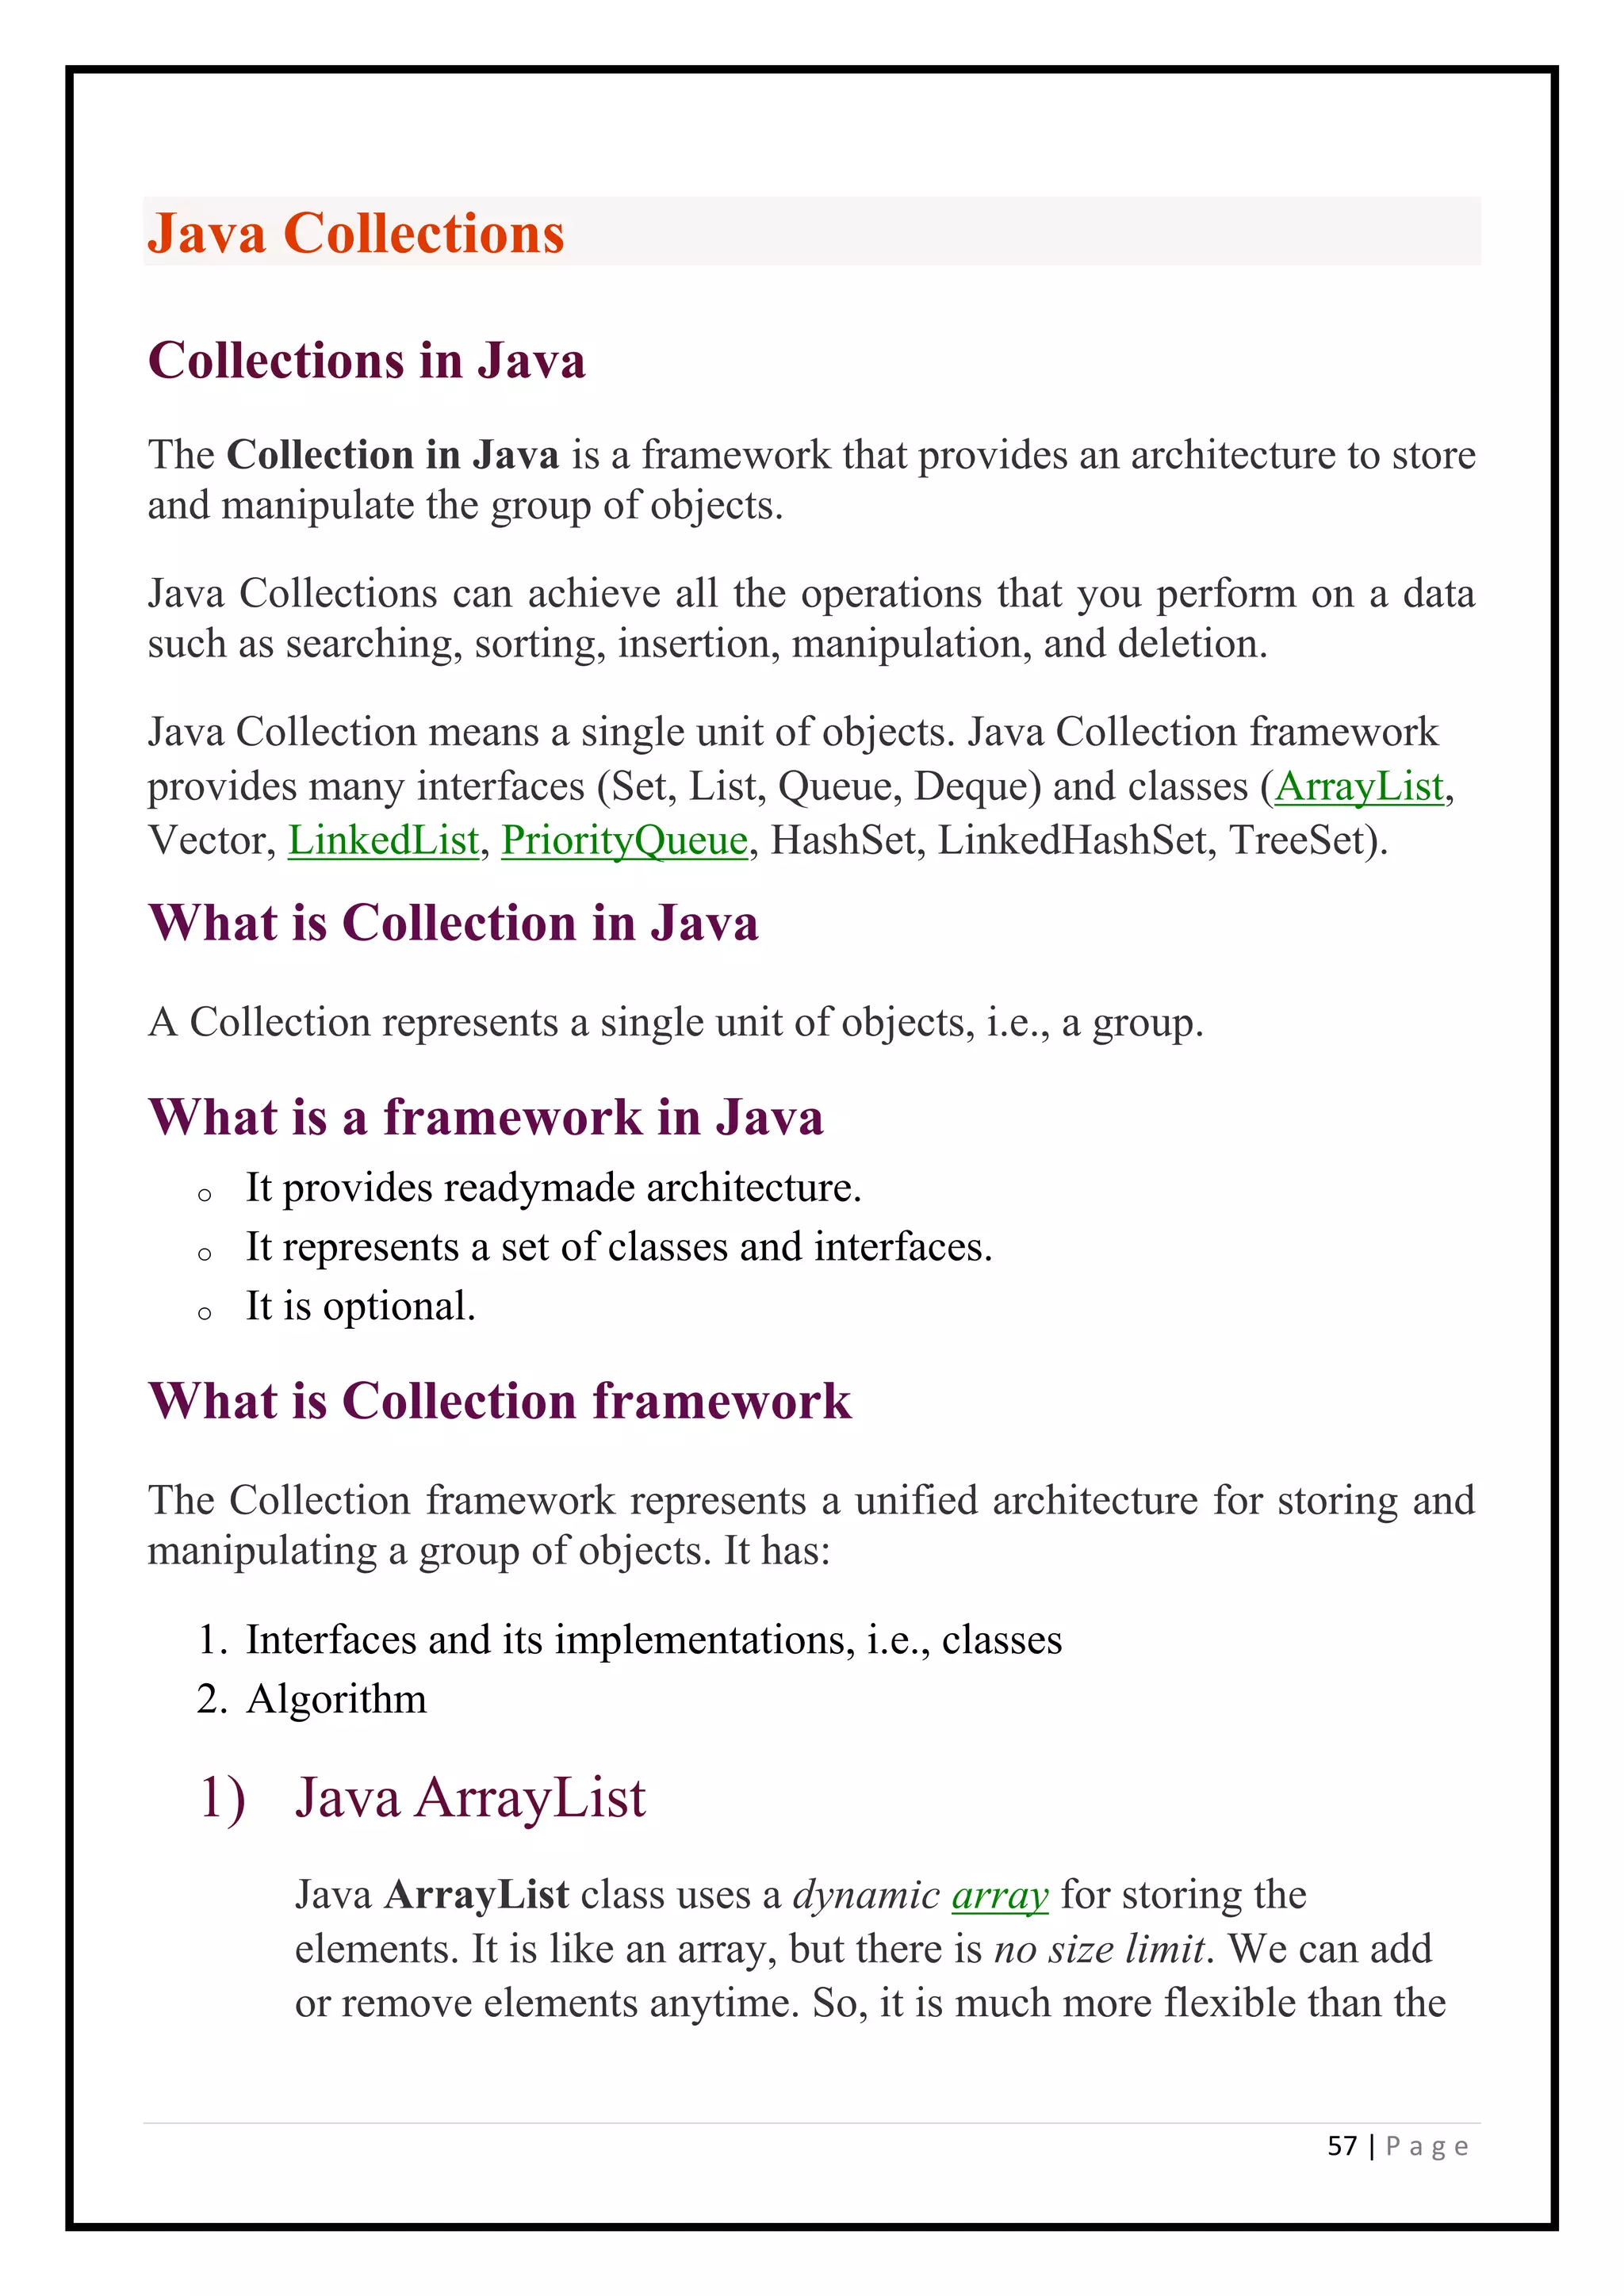 Java Collections
Collections in Java
The Collection in Java is a framework that provides an architecture to store
and manipulate the group of objects.
Java Collections can achieve all the operations that you perform on a data
such as searching, sorting, insertion, manipulation, and deletion.
Java Collection means a single unit of objects. Java Collection framework
provides many interfaces (Set, List, Queue, Deque) and classes (ArrayList,
Vector, LinkedList, PriorityQueue, HashSet, LinkedHashSet, TreeSet).
What is Collection in Java
A Collection represents a single unit of objects, i.e., a group.
What is a framework in Java
o It provides readymade architecture.
o It represents a set of classes and interfaces.
o It is optional.
What is Collection framework
The Collection framework represents a unified architecture for storing and
manipulating a group of objects. It has:
1. Interfaces and its implementations, i.e., classes
2. Algorithm
1) Java ArrayList
Java ArrayList class uses a dynamic array for storing the
elements. It is like an array, but there is no size limit. We can add
or remove elements anytime. So, it is much more flexible than the
57 | P a g e